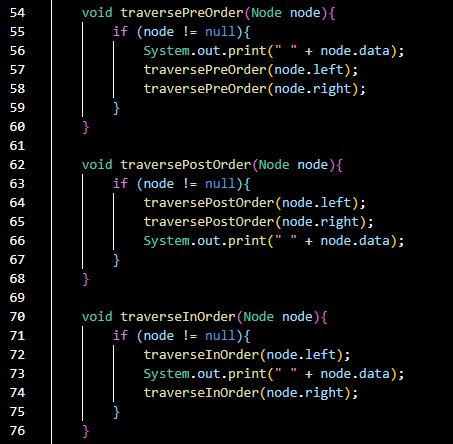 54 void traversePreOrder(Node node){
55 if (node != null){
56 System.out.print(" " + node.data);
57 traversePreOrder(node.left);
58 traversePreOrder(node.right);
59 }
60 }
61
62 void traversePostOrder(Node node){
63 if (node != null){
64 traversePostOrder(node.left);
65 traversePostOrder(node.right);
66 System.out.print(" " + node.data);
67 }
68 }
69
70 void traverseInOrder(Node node){
71 if (node != null){
72 traverseInOrder(node.left);
73 System.out.print(" " + node.data);
74 traverseInOrder(node.right);
75 }
76 }